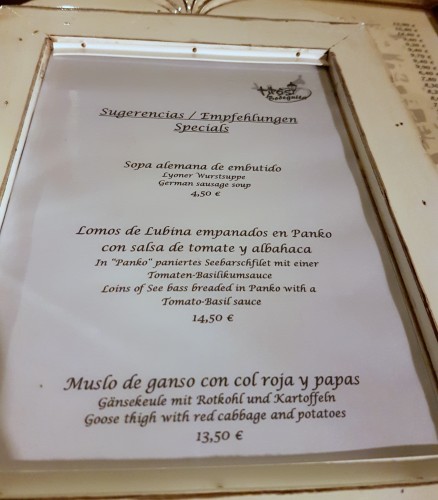 Sugerencias / Empfehlungen
Specials
Sopa alemana de embutido
Lyoner Wurstsuppe
German sausage soup
4,50 €
Lomos de Lubina empanados en Panko
con salsa de tomate y albahaca
In "Panko" paniertes Seebarschfilet mit einer
Tomaten-Basilikumsauce
Loins of See bass breaded in Panko with a
Tomato-Basil sauce
14,50 €
Muslo de ganso con col roja y papas
Gänsekeule mit Rotkohl und Kartoffeln
Goose thigh with red cabbage and potatoes
13,50 €